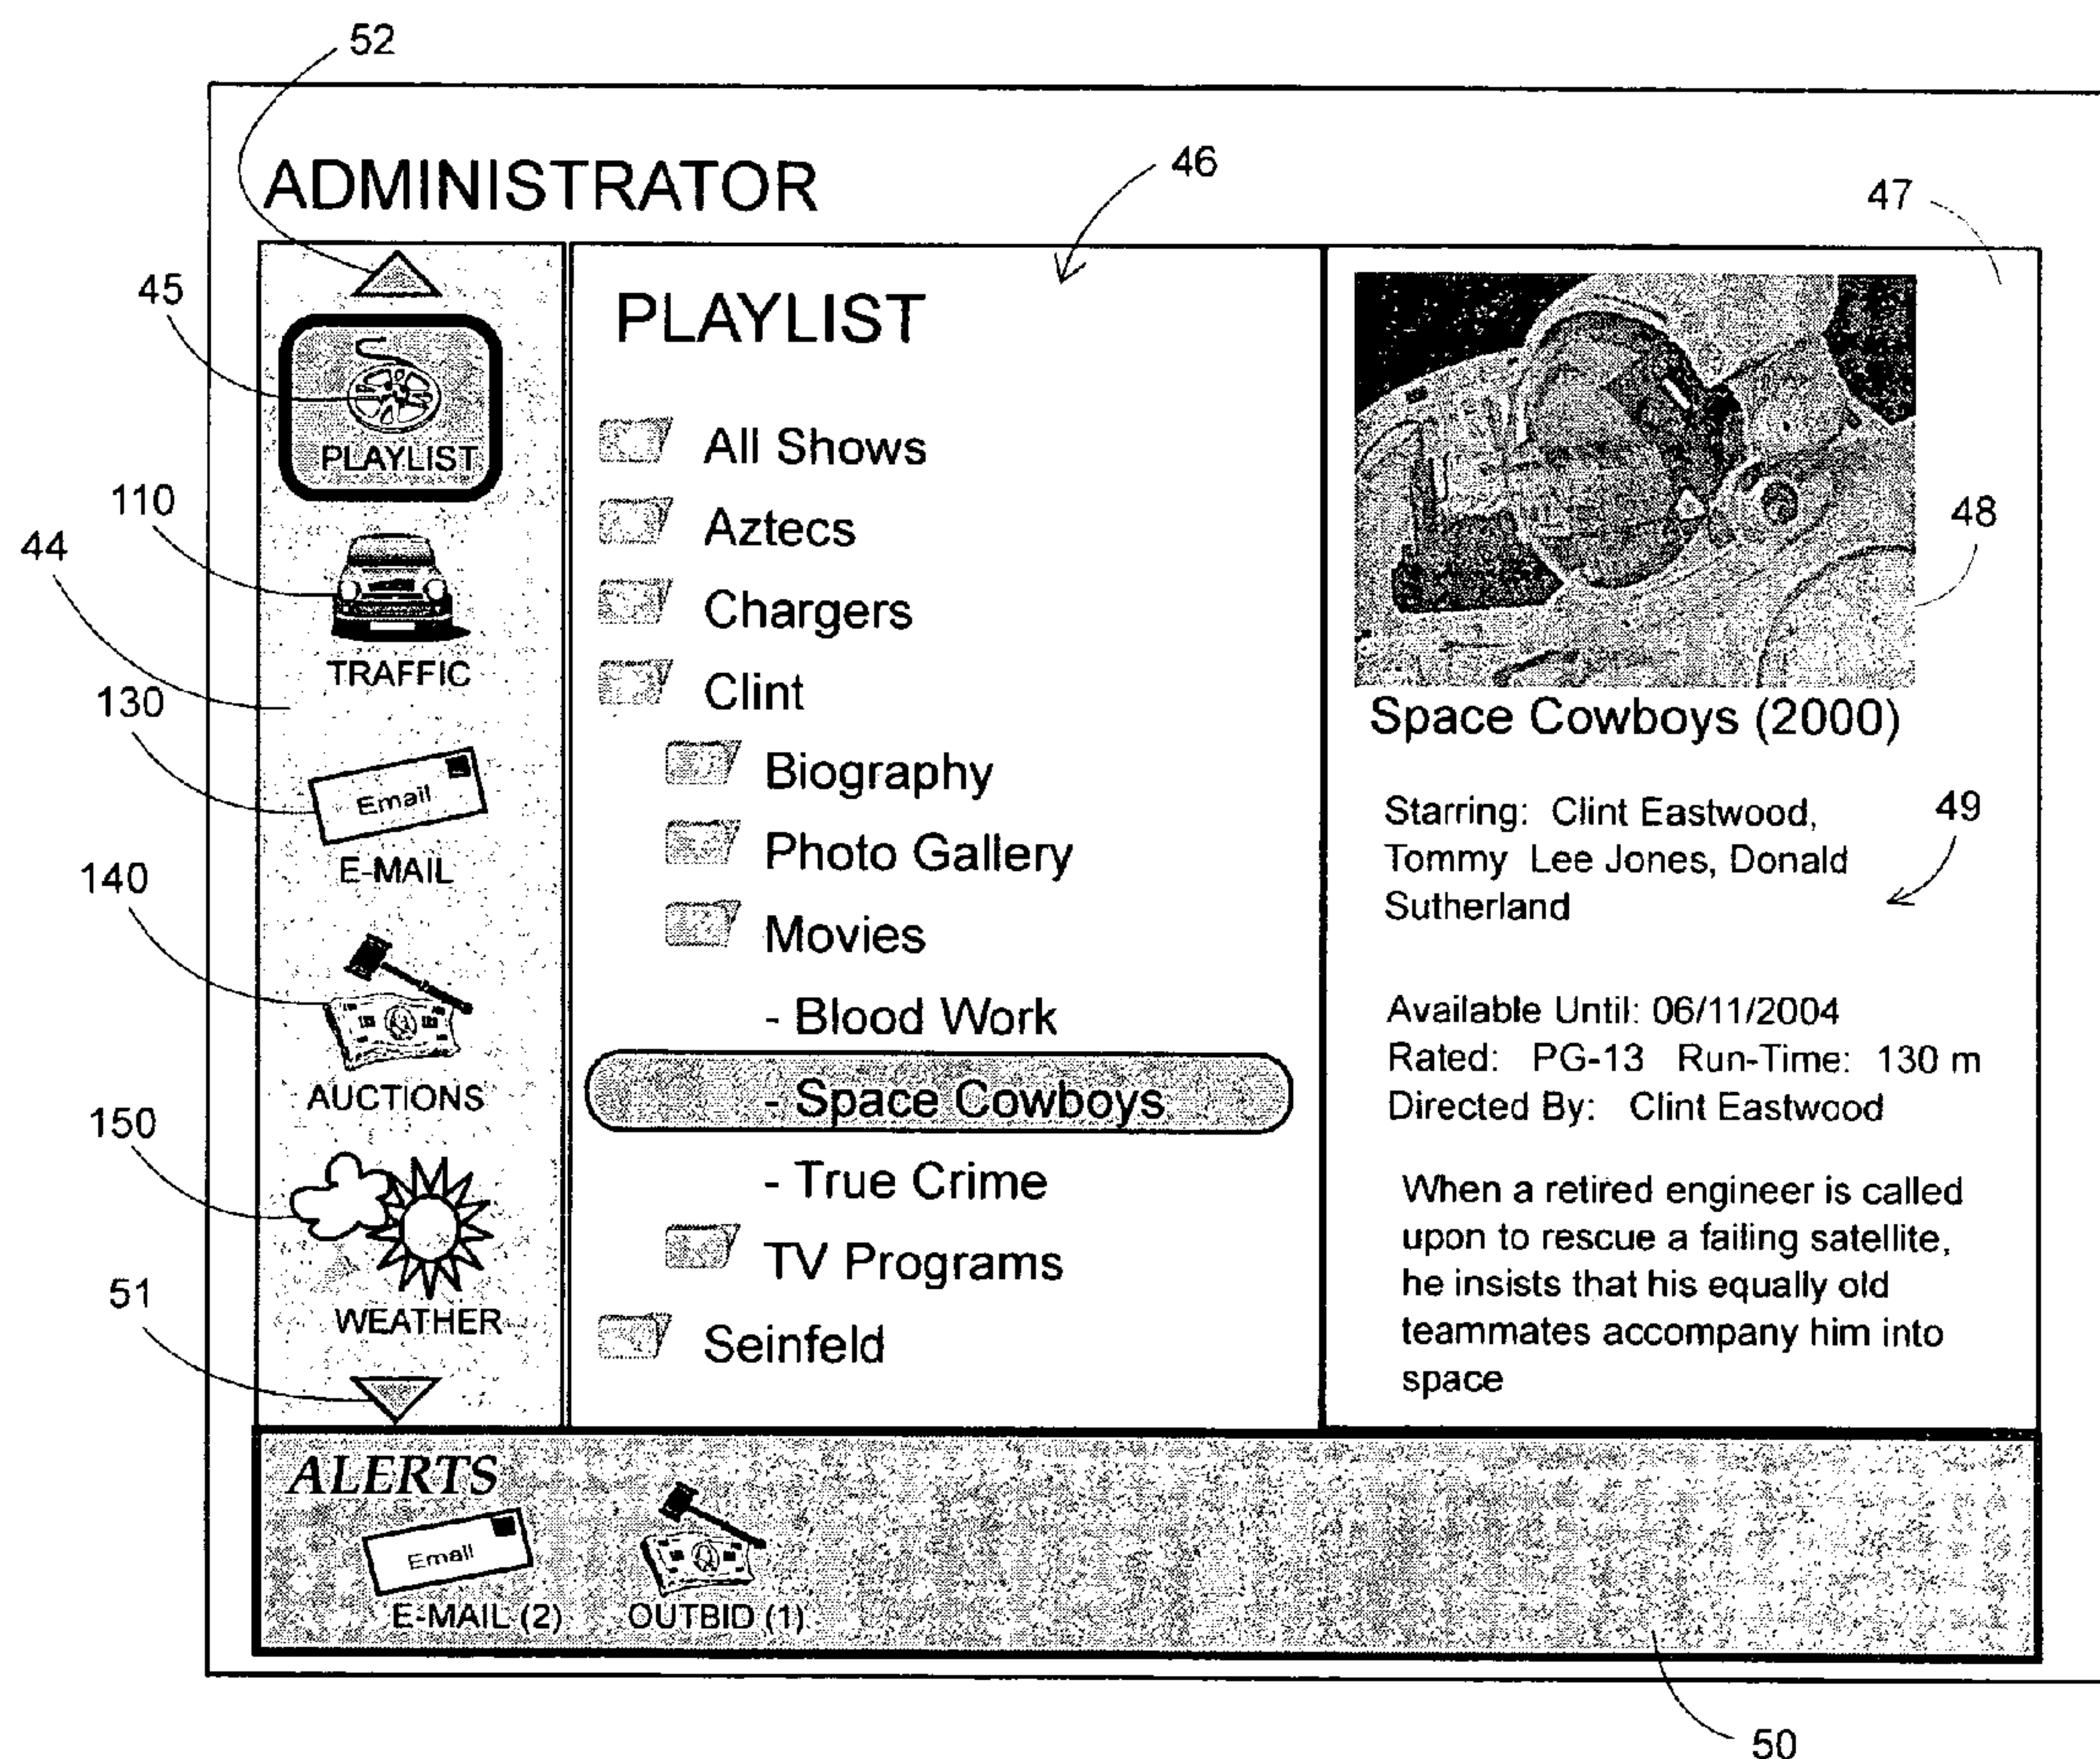 52
ADMINISTRATOR
46
47
45
PLAYLIST
110
TRAFFIC
44
130
Email
E-MAIL
140
AUCTIONS
150
WEATHER
51
PLAYLIST
All Shows
Aztecs
Chargers
Clint
Biography
Photo Gallery
Movies
- Blood Work
- Space Cowboys
- True Crime
TV Programs
Seinfeld
48
Space Cowboys (2000)
49
Starring: Clint Eastwood,
Tommy Lee Jones, Donald
Sutherland
Available Until: 06/11/2004
Rated: PG-13 Run-Time: 130 m
Directed By: Clint Eastwood
When a retired engineer is called
upon to rescue a failing satellite,
he insists that his equally old
teammates accompany him into
space
ALERTS
Email
E-MAIL (2)
OUTBID (1)
50